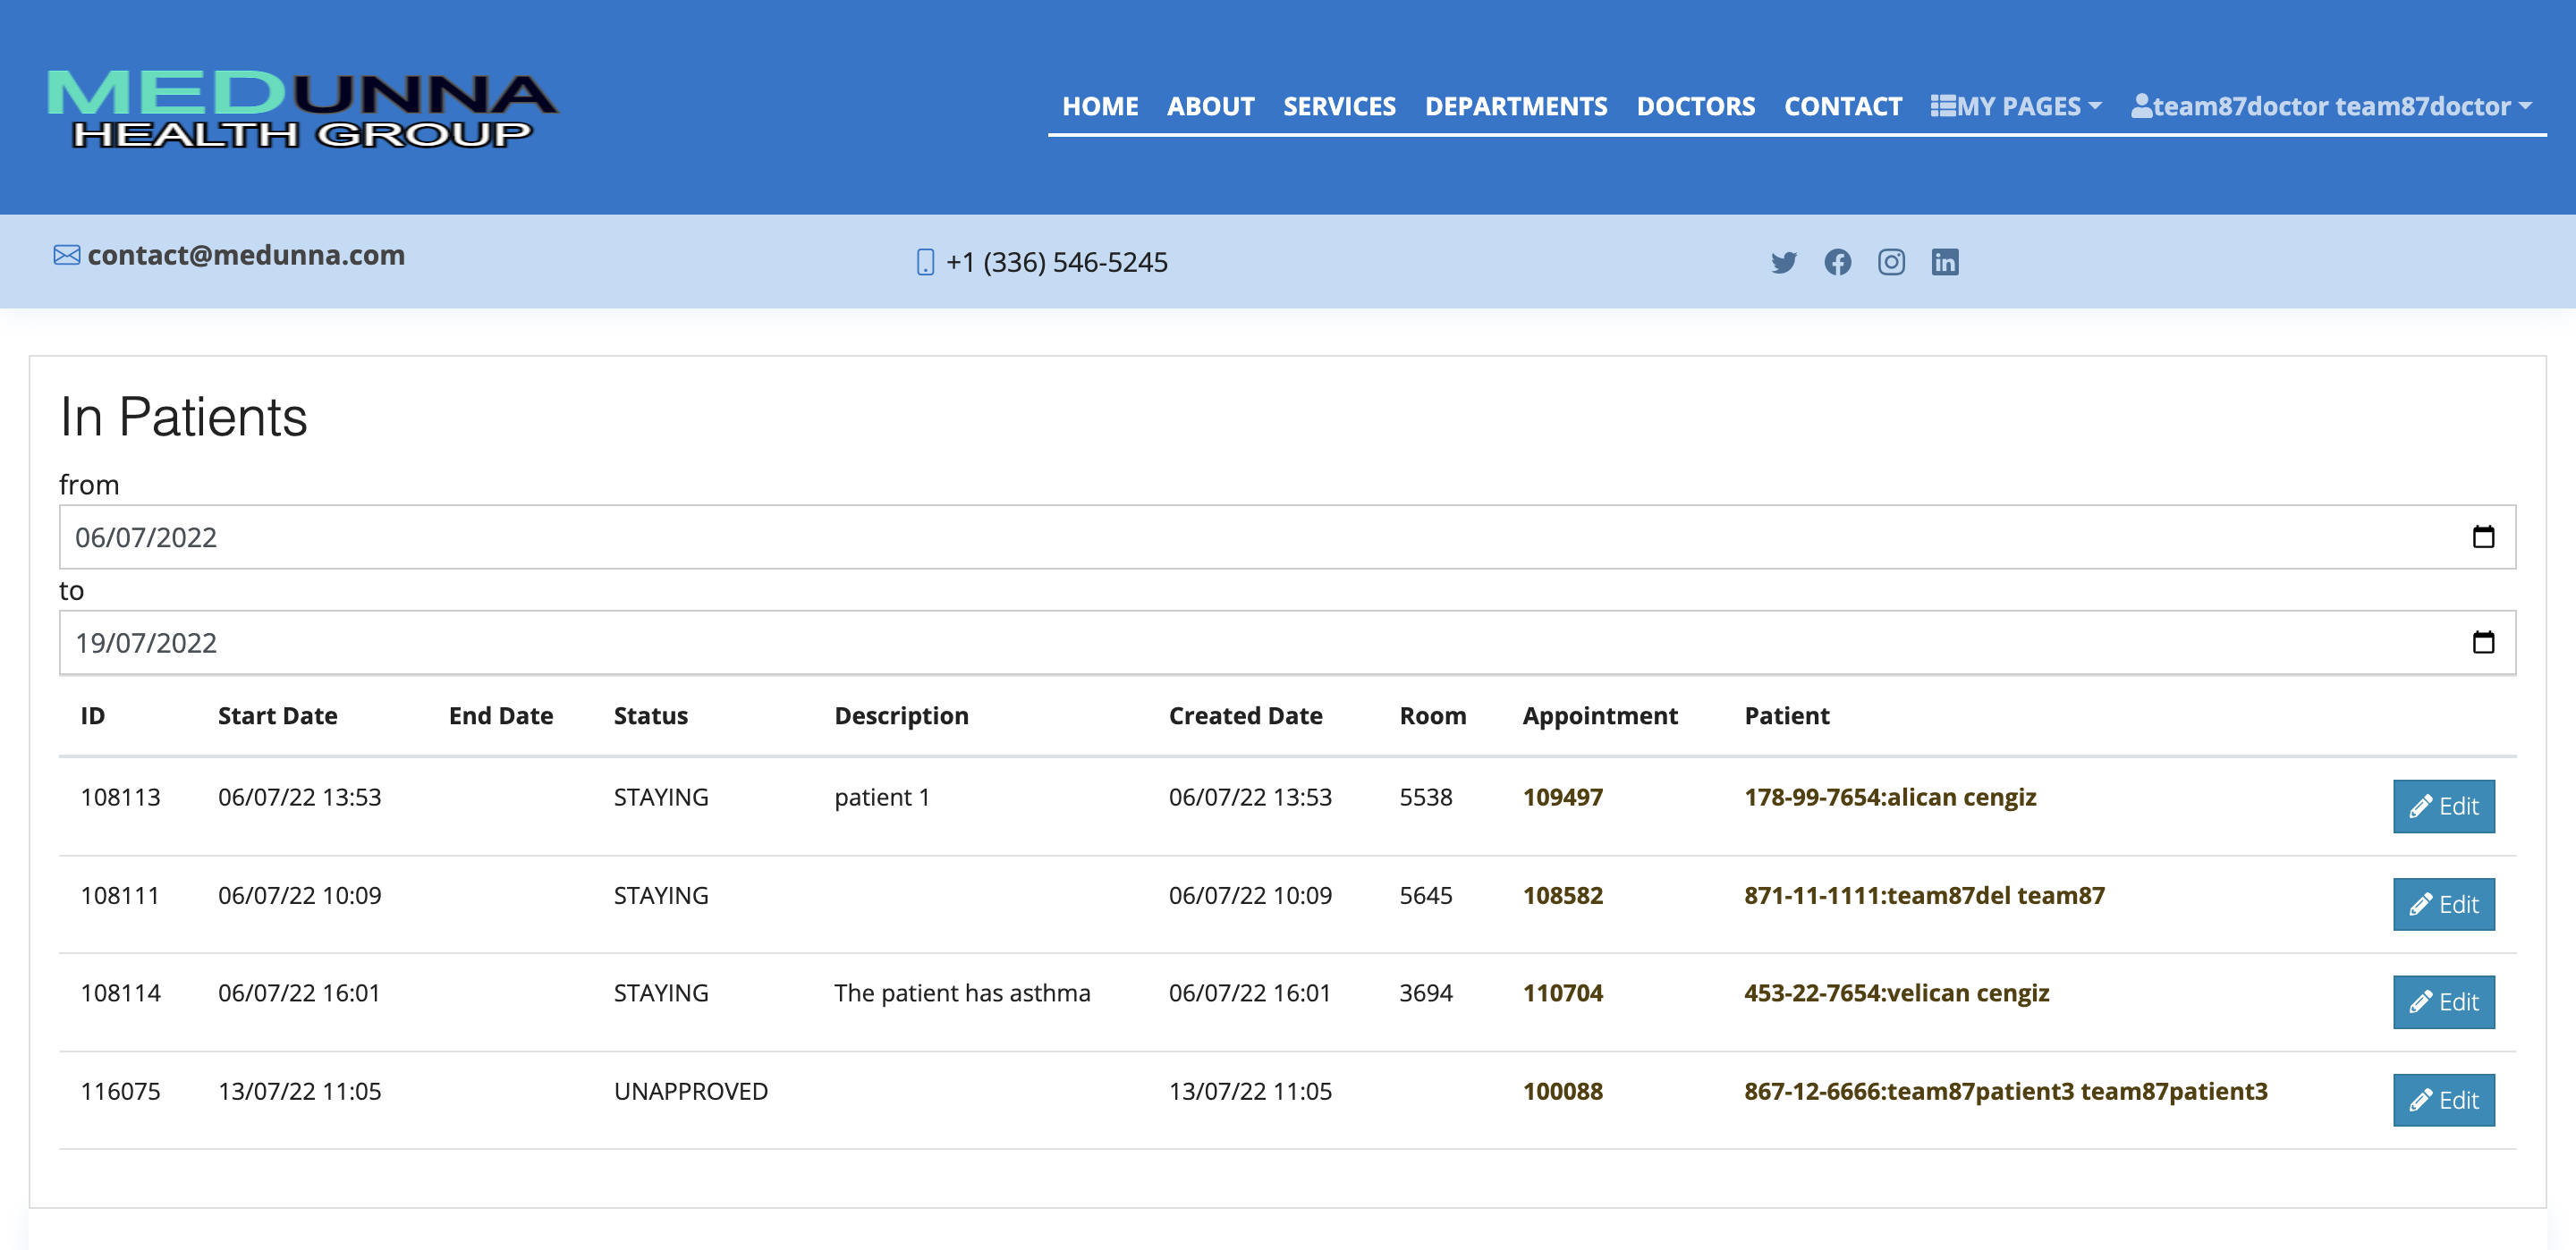 MEDUNNA
HEALTH GROUP
HOME ABOUT SERVICES DEPARTMENTS DOCTORS CONTACT MY PAGES team87doctor team87doctor
contact@medunna.com +1 (336) 546-5245
In Patients
from
06/07/2022
to
19/07/2022
ID Start Date End Date Status Description Created Date Room Appointment Patient
108113 06/07/22 13:53 STAYING patient 1 06/07/22 13:53 5538 109497 178-99-7654:alican cengiz Edit
108111 06/07/22 10:09 STAYING 06/07/22 10:09 5645 108582 871-11-1111:team87del team87 Edit
108114 06/07/22 16:01 STAYING The patient has asthma 06/07/22 16:01 3694 110704 453-22-7654:velican cengiz Edit
116075 13/07/22 11:05 UNAPPROVED 13/07/22 11:05 100088 867-12-6666:team87patient3 team87patient3 Edit